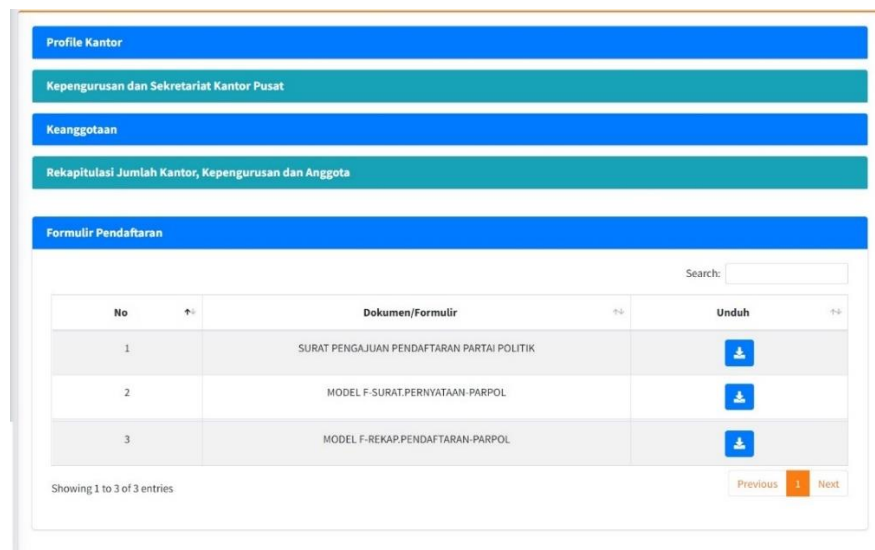 Profile Kantor
Kepengurusan dan Sekretariat Kantor Pusat
Keanggotaan
Rekapitulasi Jumlah Kantor, Kepengurusan dan Anggota
Formulir Pendaftaran
Search:
No Dokumen/Formulir Unduh
1 SURAT PENGAJUAN PENDAFTARAN PARTAI POLITIK
2 MODEL F-SURAT.PERNYATAAN-PARPOL
3 MODEL F-REKAP.PENDAFTARAN-PARPOL
Showing 1 to 3 of 3 entries
Previous 1 Next